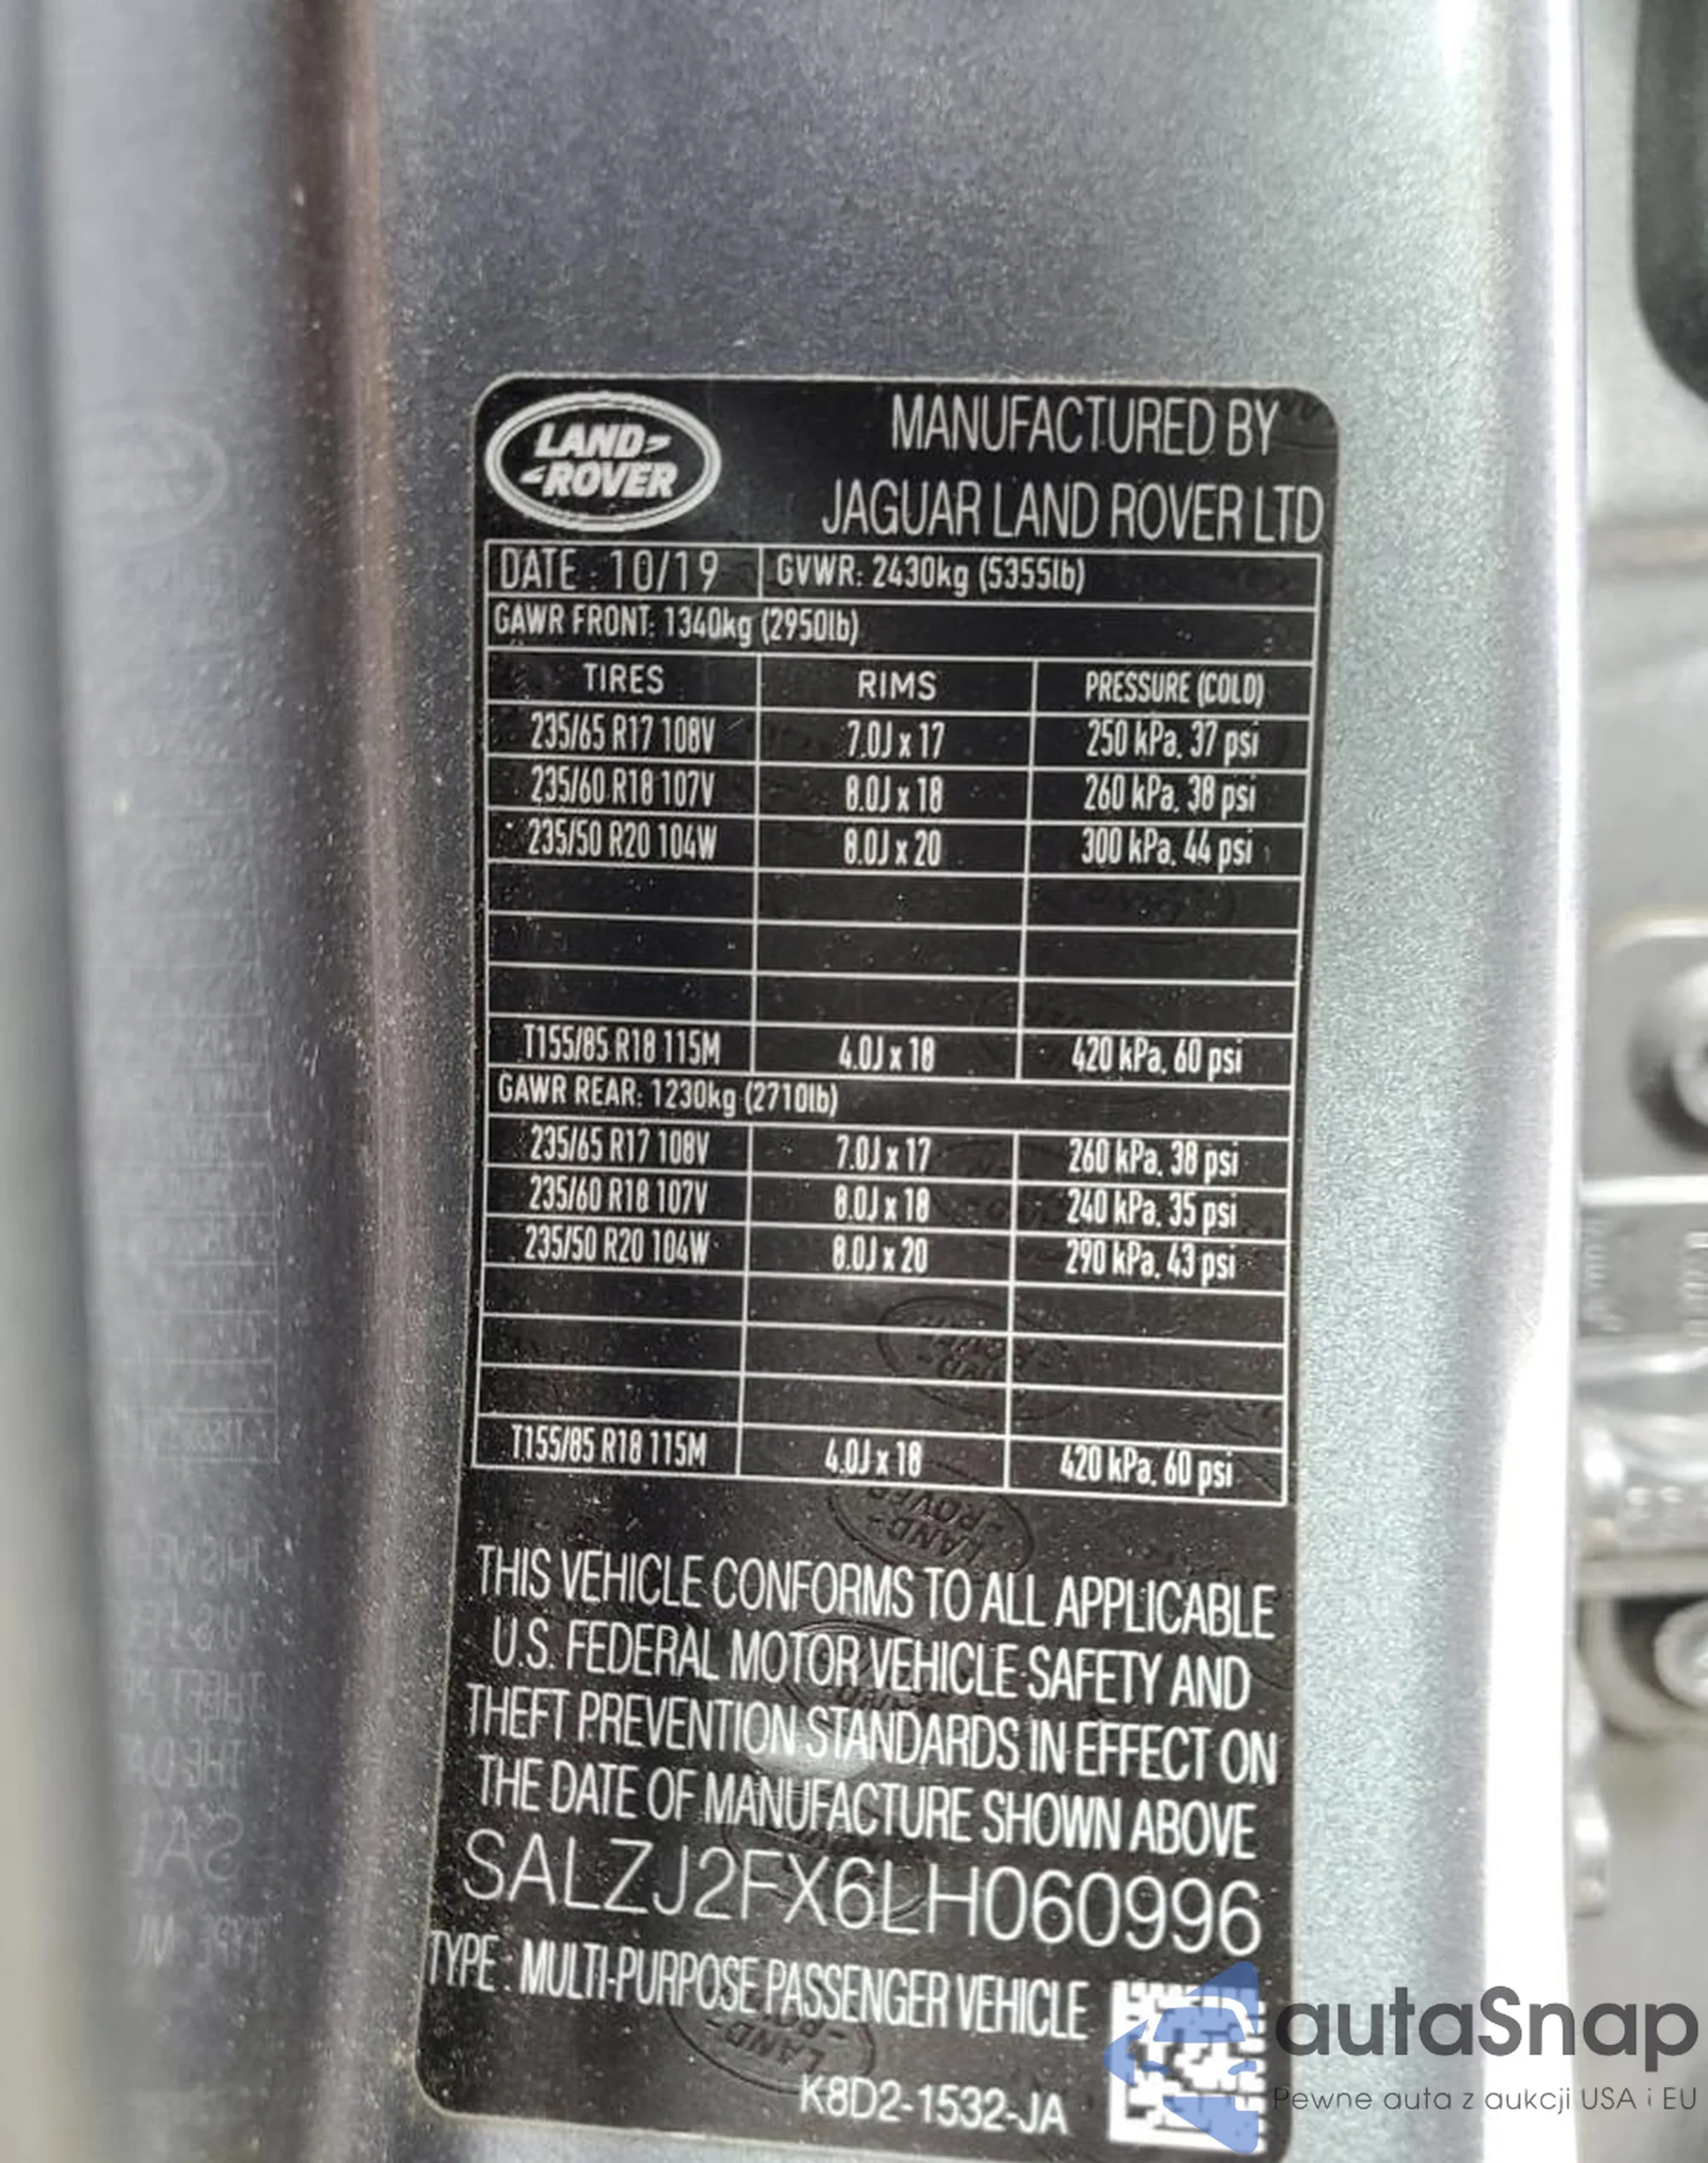 LAND ROVER
MANUFACTURED BY
JAGUAR LAND ROVER LTD
DATE : 10/19 GVWR: 2430kg (5355lb)
GAWR FRONT: 1340kg (2950lb)
TIRES RIMS PRESSURE (COLD)
235/65 R17 108V 7.0J x 17 250 kPa, 37 psi
235/60 R18 107V 8.0J x 18 260 kPa, 38 psi
235/50 R20 104W 8.0J x 20 300 kPa, 44 psi
T155/85 R18 115M 4.0J x 18 420 kPa, 60 psi
GAWR REAR: 1230kg (2710lb)
235/65 R17 108V 7.0J x 17 260 kPa, 38 psi
235/60 R18 107V 8.0J x 18 240 kPa, 35 psi
235/50 R20 104W 8.0J x 20 290 kPa, 43 psi
T155/85 R18 115M 4.0J x 18 420 kPa, 60 psi
THIS VEHICLE CONFORMS TO ALL APPLICABLE
U.S. FEDERAL MOTOR VEHICLE SAFETY AND
THEFT PREVENTION STANDARDS IN EFFECT ON
THE DATE OF MANUFACTURE SHOWN ABOVE
SALZJ2FX6LH060996
TYPE : MULTI-PURPOSE PASSENGER VEHICLE
K8D2-1532-JA
autaSnap
Pewne auta z aukcji USA i EU